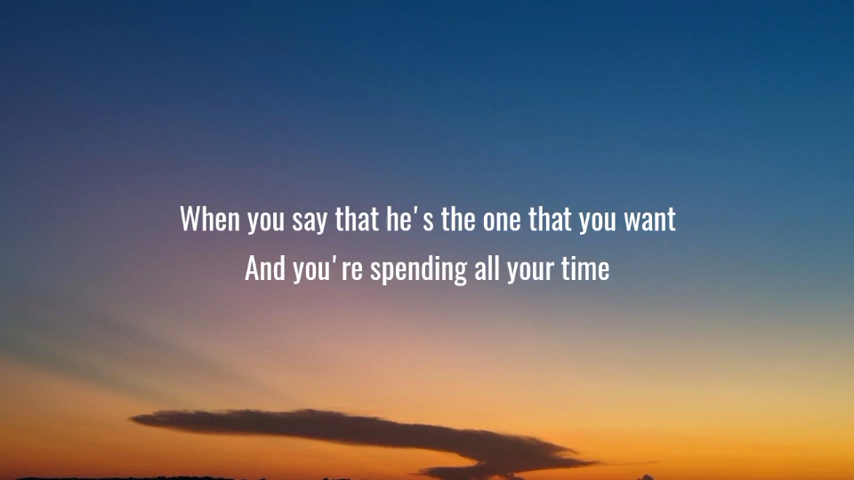 When you say that he's the one that you want
And you're spending all your time